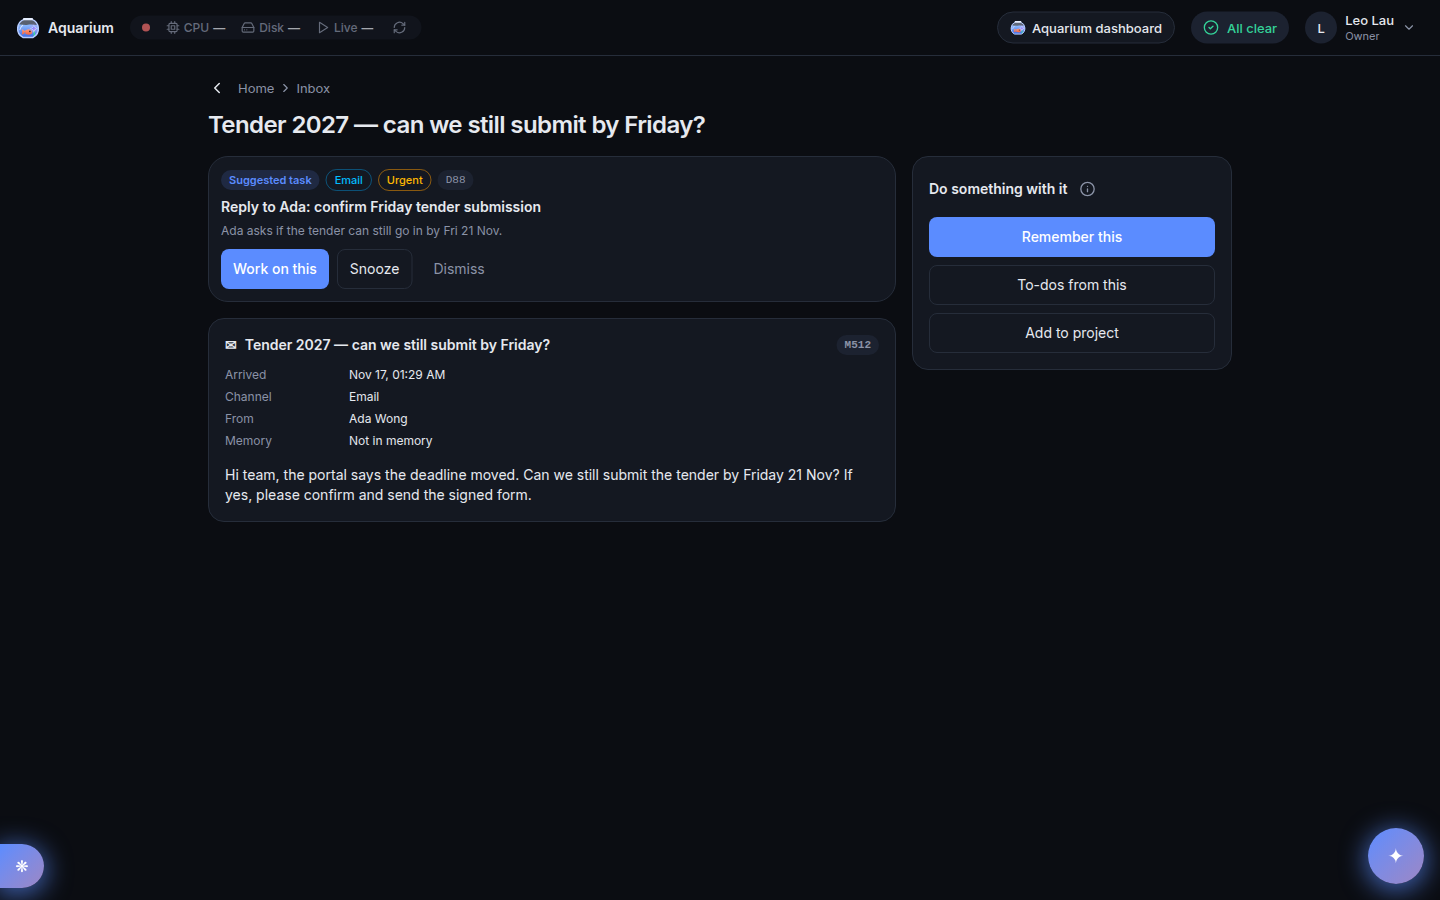 Aquarium
CPU —
Disk —
Live —
Aquarium dashboard
All clear
L
Leo Lau
Owner
Home
Inbox
Tender 2027 — can we still submit by Friday?
Suggested task
Email
Urgent
D88
Reply to Ada: confirm Friday tender submission
Ada asks if the tender can still go in by Fri 21 Nov.
Work on this
Snooze
Dismiss
Tender 2027 — can we still submit by Friday?
M512
Arrived
Nov 17, 01:29 AM
Channel
Email
From
Ada Wong
Memory
Not in memory
Hi team, the portal says the deadline moved. Can we still submit the tender by Friday 21 Nov? If
yes, please confirm and send the signed form.
Do something with it
Remember this
To-dos from this
Add to project